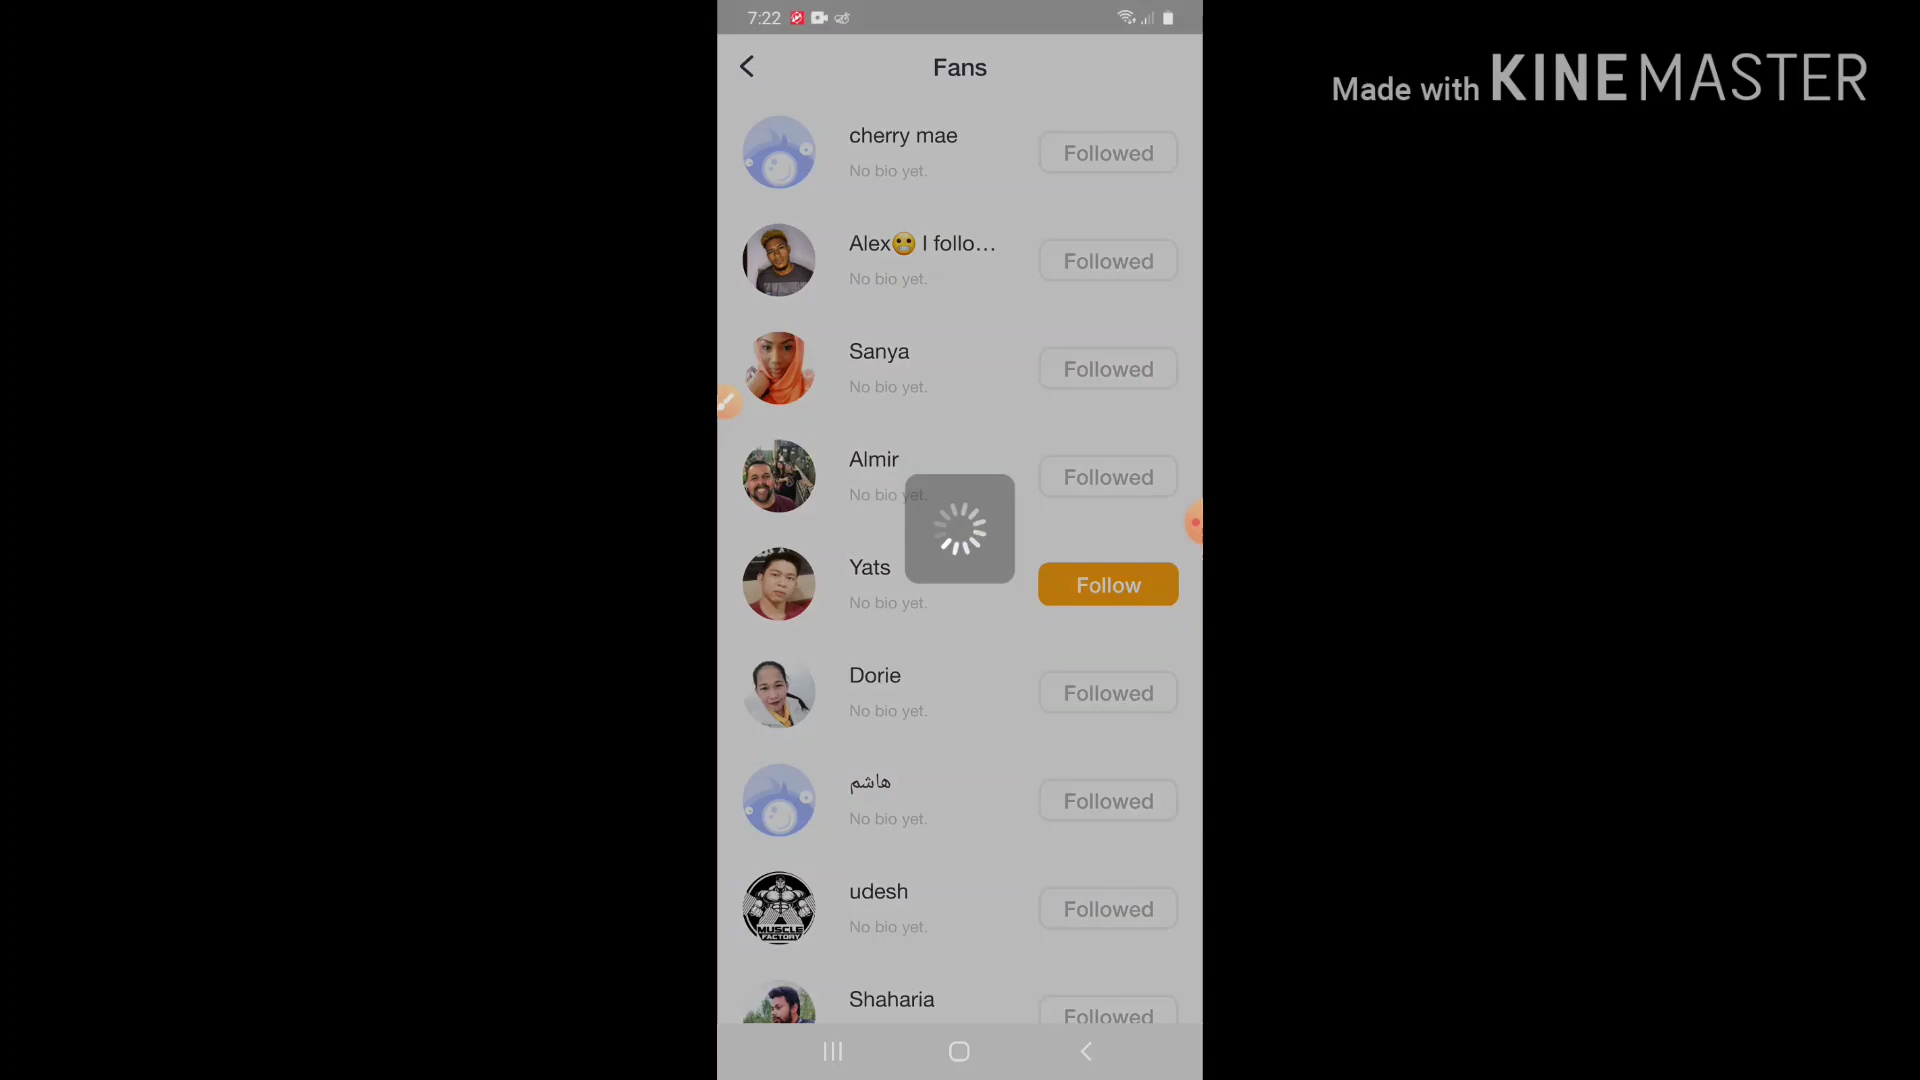 7:22
Made with KINEMASTER
Fans
cherry mae
No bio yet.
Followed
Alex😬 I follo...
No bio yet.
Followed
Sanya
No bio yet.
Followed
Almir
No bio yet.
Followed
Yats
No bio yet.
Follow
Dorie
No bio yet.
Followed
هاشم
No bio yet.
Followed
udesh
No bio yet.
Followed
MUSCLE
FACTORY
Shaharia
Followed